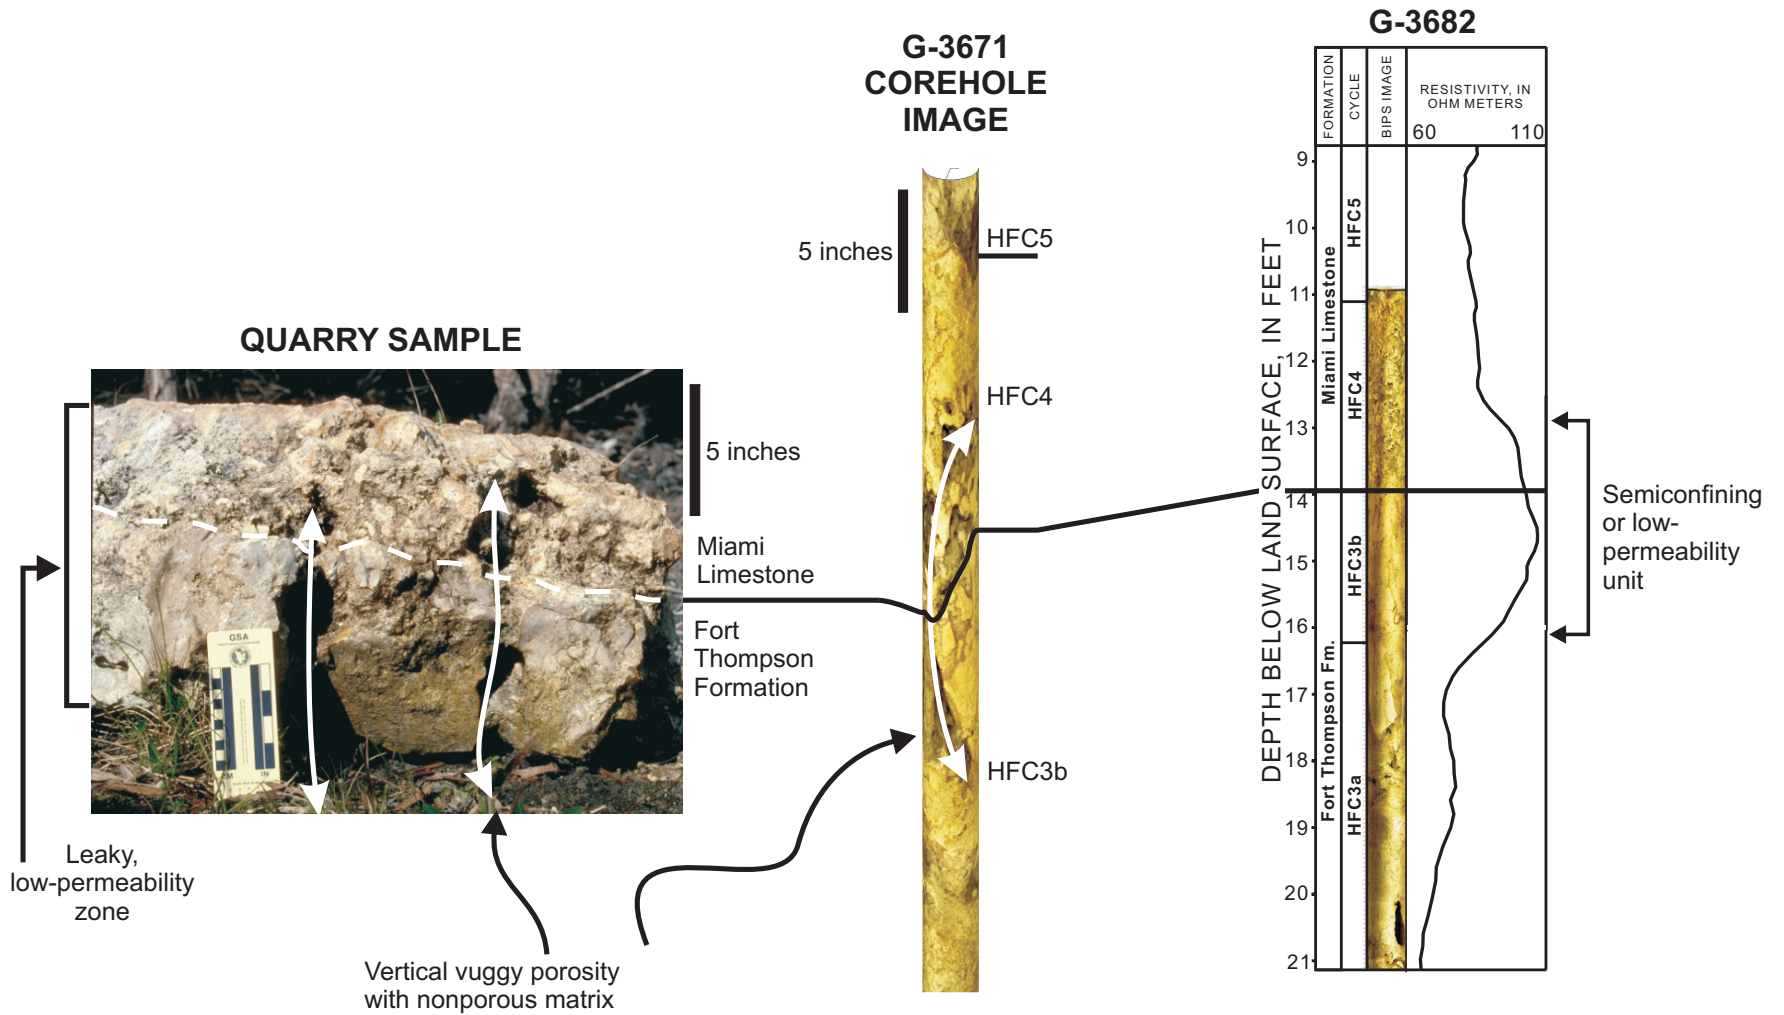 G-3671
COREHOLE
IMAGE
G-3682
FORMATION
CYCLE
BIPS IMAGE
RESISTIVITY, IN
OHM METERS
60 110
DEPTH BELOW LAND SURFACE, IN FEET
9
10
11
12
13
14
15
16
17
18
19
20
21
Miami Limestone
Fort Thompson Fm.
HFC5
HFC4
HFC3b
HFC3a
Semiconfining
or low-
permeability
unit
5 inches
HFC5
HFC4
HFC3b
QUARRY SAMPLE
5 inches
Miami
Limestone
Fort
Thompson
Formation
GSA
IN
Leaky,
low-permeability
zone
Vertical vuggy porosity
with nonporous matrix